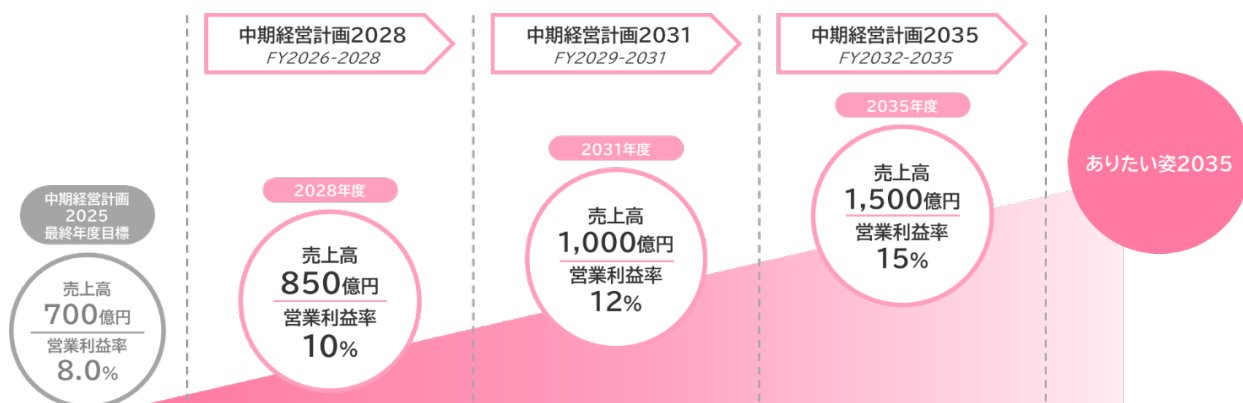 中期経営計画2028
FY2026-2028
中期経営計画2031
FY2029-2031
中期経営計画2035
FY2032-2035
中期経営計画
2025
最終年度目標
売上高
700億円
営業利益率
8.0%
2028年度
売上高
850億円
営業利益率
10%
2031年度
売上高
1,000億円
営業利益率
12%
2035年度
売上高
1,500億円
営業利益率
15%
ありたい姿2035